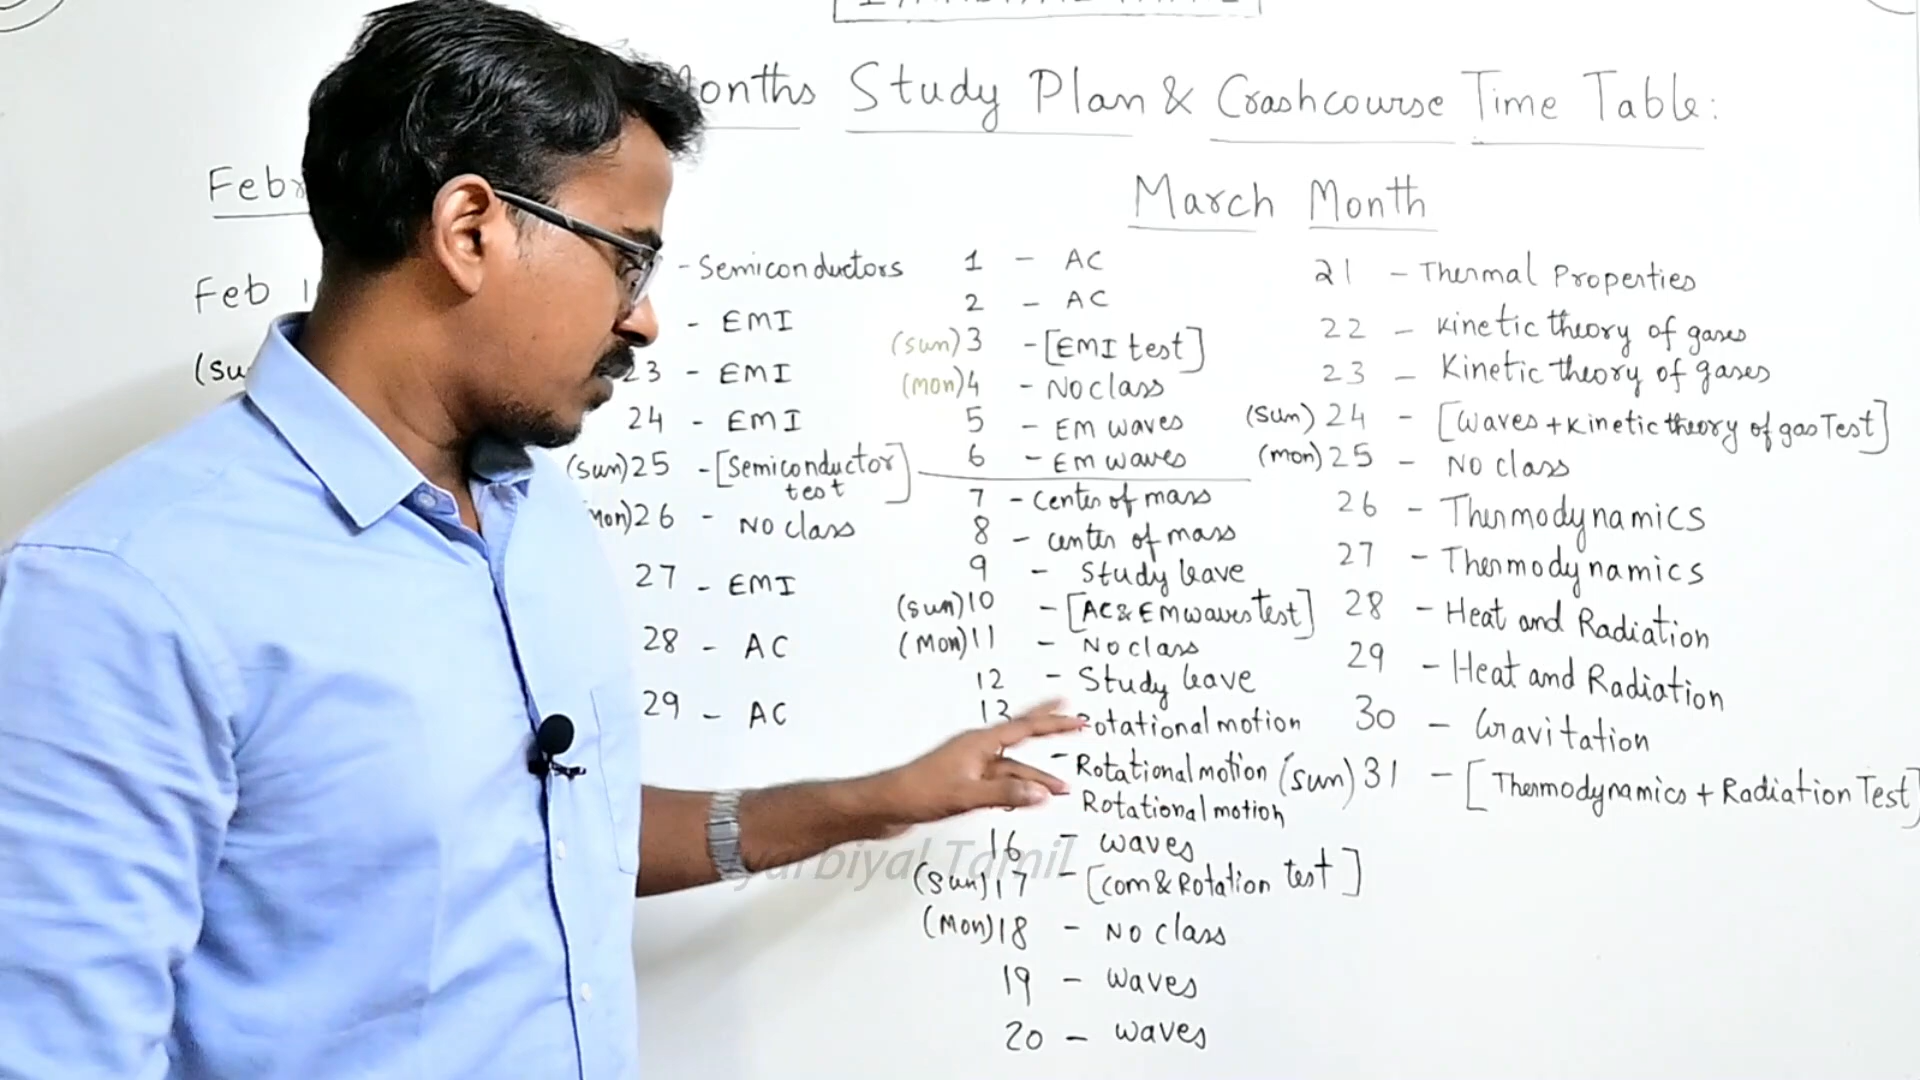 onths Study Plan & Crashcourse Time Table:
Feb
Feb 1
(su
- Semiconductors
- EMI
23 - EMI
24 - EMI
(sun) 25 - [Semiconductor test]
mon) 26 - No class
27 - EMI
28 - AC
29 - AC
March Month
1 - AC
2 - AC
(sun) 3 - [EMI test]
(mon) 4 - No class
5 - EM waves
6 - EM waves
7 - Center of mass
8 - center of mass
9 - Study leave
(sun) 10 - [AC & EM waves Test]
(Mon) 11 - No class
12 - Study leave
13 Rotational motion
- Rotational motion
- Rotational motion
16 - waves
(Sun) 17 - [com & Rotation test]
(Mon) 18 - No class
19 - waves
20 - waves
21 - Thermal Properties
22 - Kinetic theory of gases
23 - Kinetic theory of gases
(Sun) 24 - [Waves + Kinetic theory of gas Test]
(mon) 25 - No class
26 - Thermodynamics
27 - Thermodynamics
28 - Heat and Radiation
29 - Heat and Radiation
30 - Gravitation
(sun) 31 - [Thermodynamics + Radiation Test]
yarbiyal Tamil